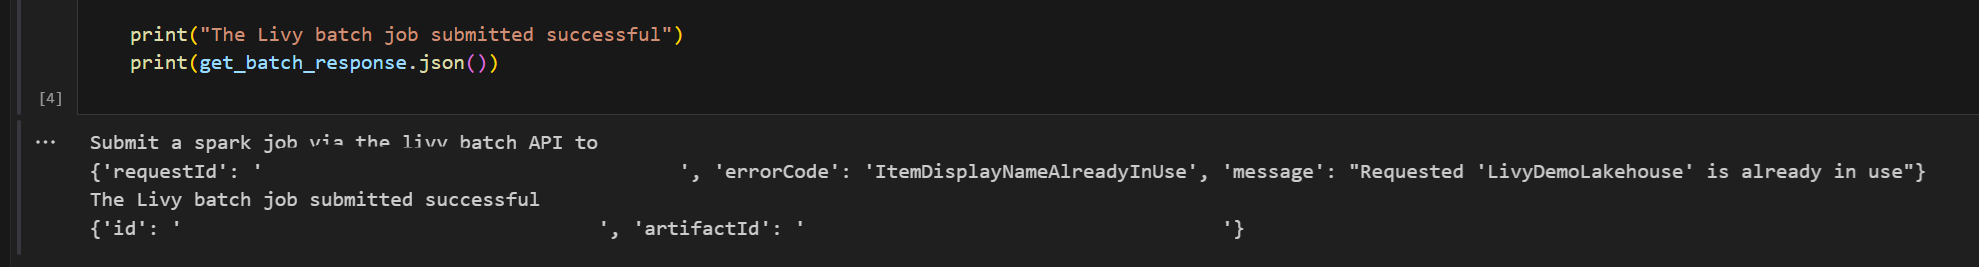 print("The Livy batch job submitted successful")
print(get_batch_response.json())
[4]
...
Submit a spark job via the livy batch API to
{'requestId': ' ', 'errorCode': 'ItemDisplayNameAlreadyInUse', 'message': "Requested 'LivyDemoLakehouse' is already in use"}
The Livy batch job submitted successful
{'id': ' ', 'artifactId': ' '}